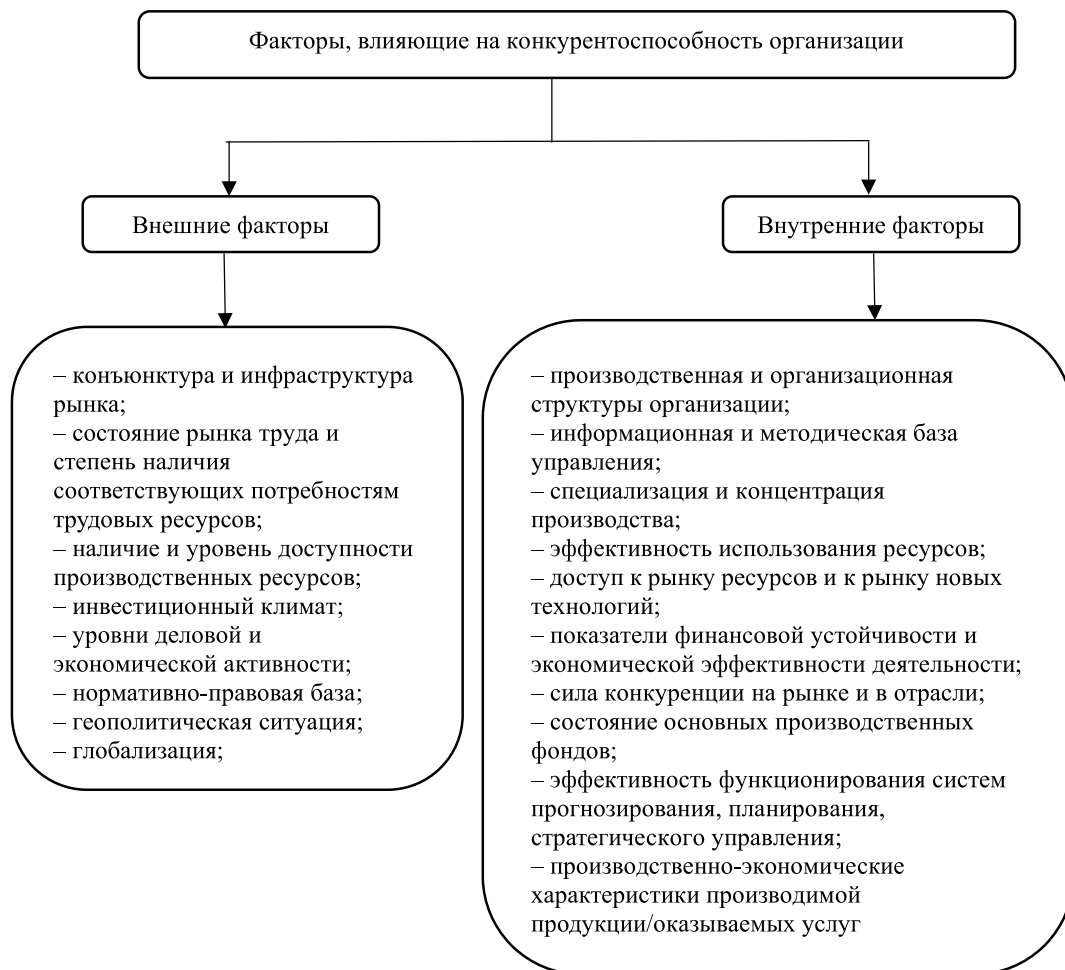 Факторы, влияющие на конкурентоспособность организации
Внешние факторы
Внутренние факторы
– конъюнктура и инфраструктура
рынка;
– состояние рынка труда и
степень наличия
соответствующих потребностям
трудовых ресурсов;
– наличие и уровень доступности
производственных ресурсов;
– инвестиционный климат;
– уровни деловой и
экономической активности;
– нормативно-правовая база;
– геополитическая ситуация;
– глобализация;
– производственная и организационная
структуры организации;
– информационная и методическая база
управления;
– специализация и концентрация
производства;
– эффективность использования ресурсов;
– доступ к рынку ресурсов и к рынку новых
технологий;
– показатели финансовой устойчивости и
экономической эффективности деятельности;
– сила конкуренции на рынке и в отрасли;
– состояние основных производственных
фондов;
– эффективность функционирования систем
прогнозирования, планирования,
стратегического управления;
– производственно-экономические
характеристики производимой
продукции/оказываемых услуг